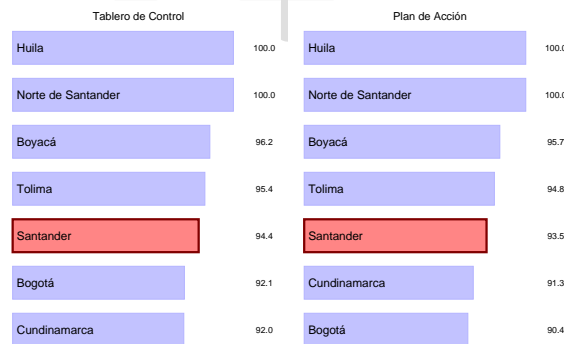 Tablero de Control
Huila 100.0
Norte de Santander 100.0
Boyacá 96.2
Tolima 95.4
Santander 94.4
Bogotá 92.1
Cundinamarca 92.0
Plan de Acción
Huila 100.0
Norte de Santander 100.0
Boyacá 95.7
Tolima 94.8
Santander 93.5
Cundinamarca 91.3
Bogotá 90.4